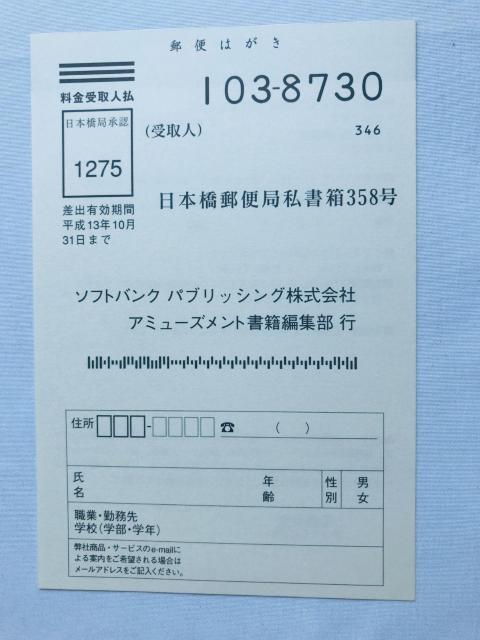 郵便はがき
料金受取人払
103-8730
日本橋局承認
1275
(受取人)
346
差出有効期間
平成13年10月
31日まで
日本橋郵便局私書箱358号
ソフトバンク パブリッシング株式会社
アミューズメント書籍編集部 行
住所 - ☎ ( )
氏名 年齢 性別 男女
職業・勤務先
学校(学部・学年)
弊社商品・サービスのe-mailに
よる案内をご希望される場合は
メールアドレスをご記入ください。